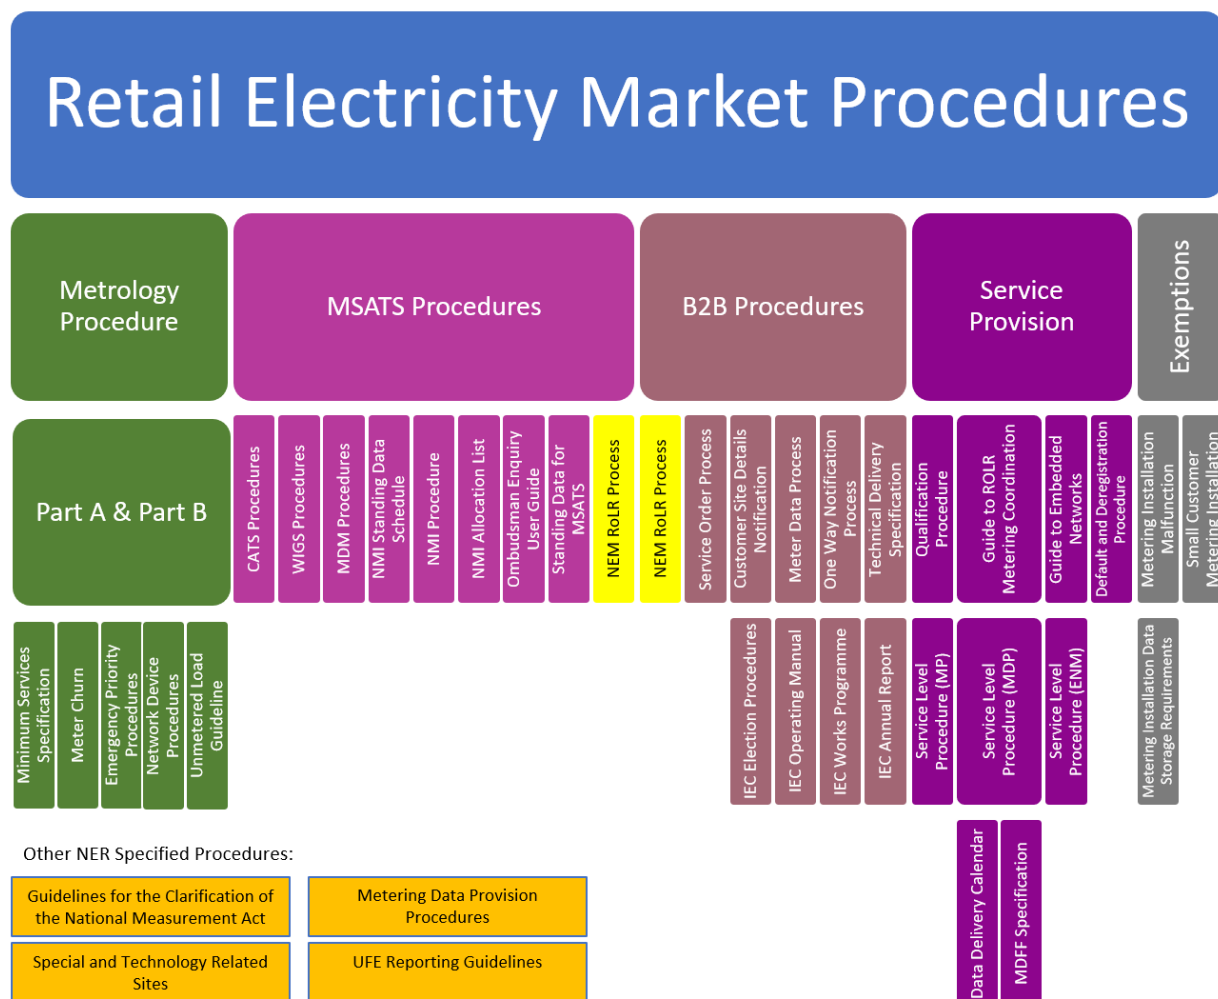 Retail Electricity Market Procedures
Metrology
Procedure
MSATS Procedures
B2B Procedures
Service
Provision
Exemptions
Part A & Part B
CATS Procedures
WIGS Procedures
MDM Procedures
NMI Standing Data
Schedule
NMI Procedure
NMI Allocation List
Ombudsman Enquiry
User Guide
Standing Data for
MSATS
NEM RoLR Process
NEM RoLR Process
Service Order Process
Customer Site Details
Notification
Meter Data Process
One Way Notification
Process
Technical Delivery
Specification
Qualification
Procedure
Guide to ROLR
Metering Coordination
Guide to Embedded
Networks
Default and Deregistration
Procedure
Metering Installation
Malfunction
Small Customer
Metering Installation
Minimum Services
Specification
Meter Churn
Emergency Priority
Procedures
Network Device
Procedures
Unmetered Load
Guideline
IEC Election Procedures
IEC Operating Manual
IEC Works Programme
IEC Annual Report
Service Level
Procedure (MP)
Service Level
Procedure (MDP)
Service Level
Procedure (ENM)
Metering Installation Data
Storage Requirements
Data Delivery Calendar
MDFF Specification
Other NER Specified Procedures:
Guidelines for the Clarification of
the National Measurement Act
Metering Data Provision
Procedures
Special and Technology Related
Sites
UFE Reporting Guidelines